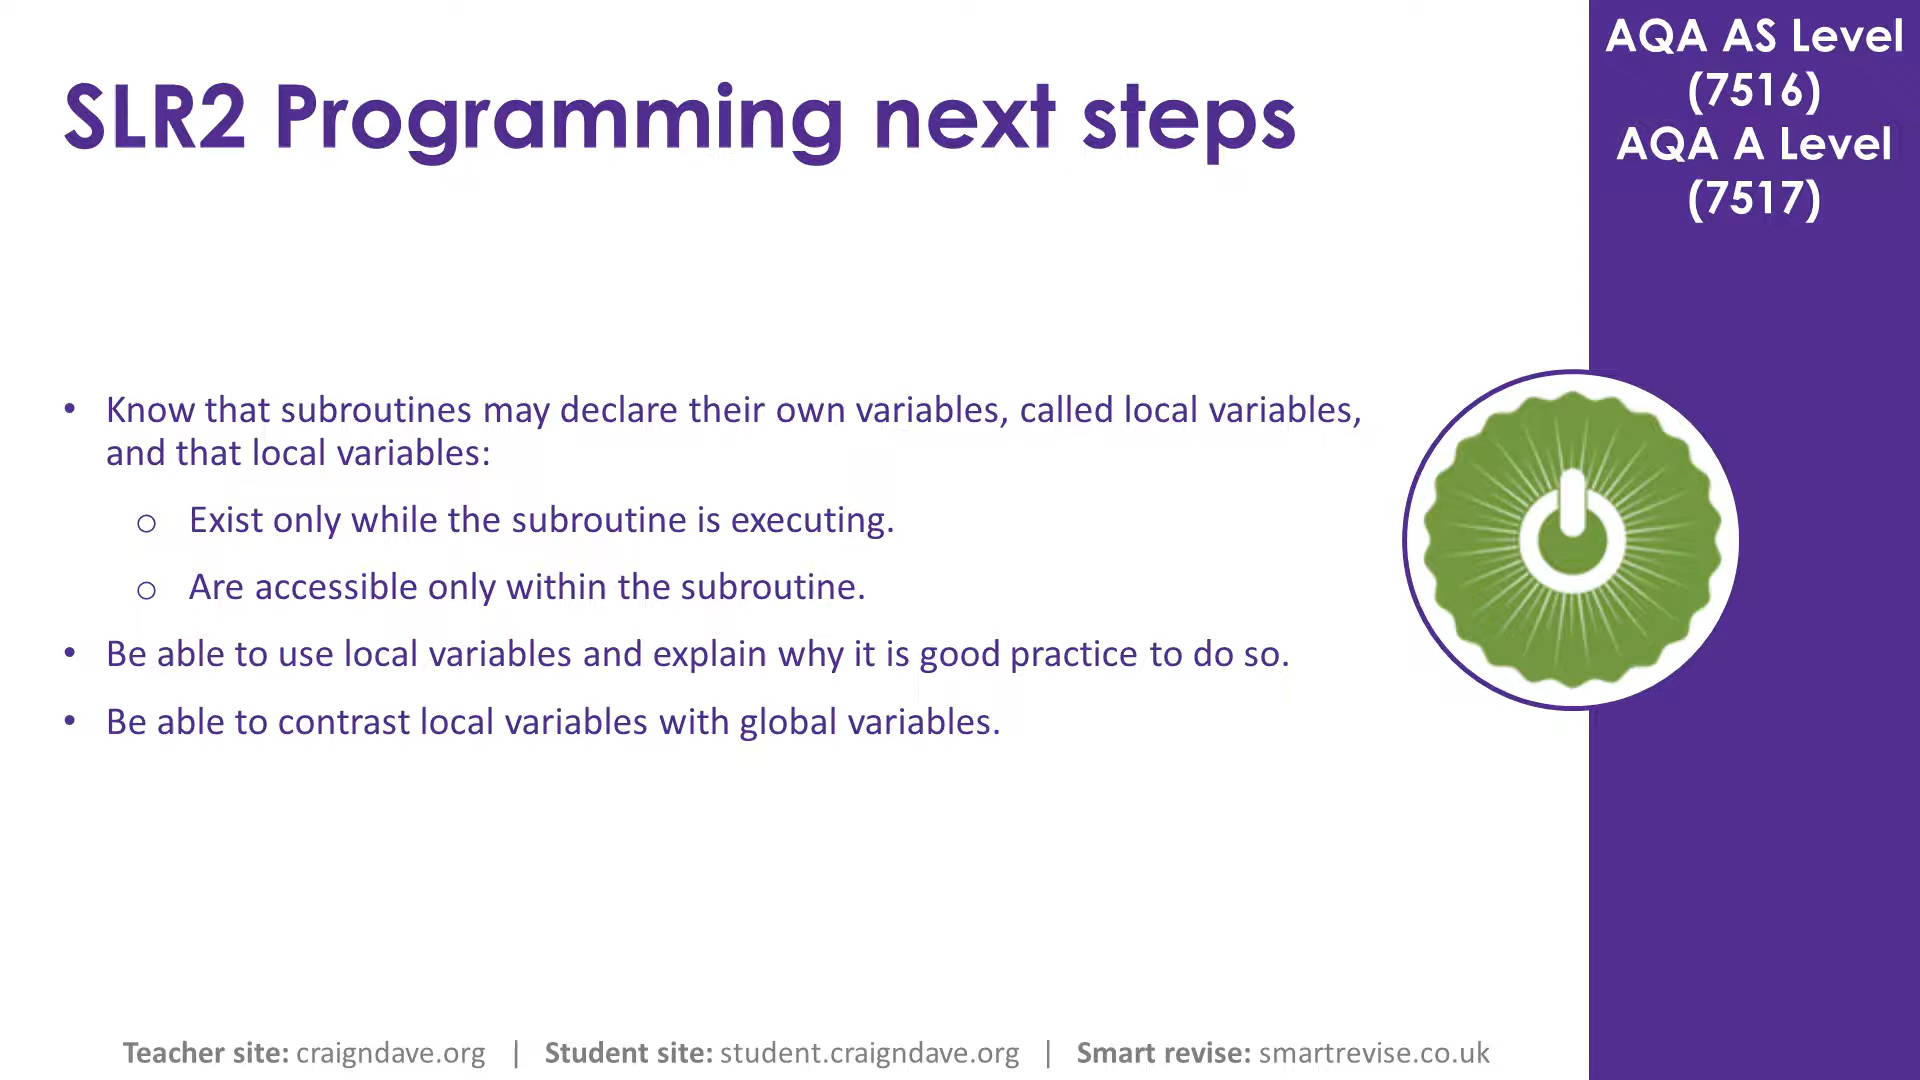 SLR2 Programming next steps
AQA AS Level
(7516)
AQA A Level
(7517)
• Know that subroutines may declare their own variables, called local variables,
and that local variables:
o Exist only while the subroutine is executing.
o Are accessible only within the subroutine.
• Be able to use local variables and explain why it is good practice to do so.
• Be able to contrast local variables with global variables.
Teacher site: craigndave.org | Student site: student.craigndave.org | Smart revise: smartrevise.co.uk